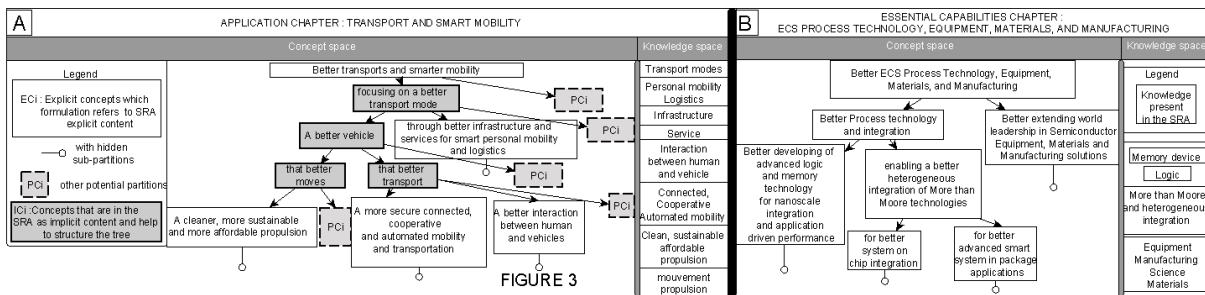 A
APPLICATION CHAPTER : TRANSPORT AND SMART MOBILITY
Concept space
Knowledge space
Legend
ECi : Explicit concepts which
formulation refers to SRA
explicit content
with hidden
sub-partitions
PCi
other potential partitions
ICi :Concepts that are in the
SRA as implicit content and help
to structure the tree
Better transports and smarter mobility
focusing on a better
transport mode
PCi
A better vehicle
through better infrastructure and
services for smart personal mobility
and logistics
PCi
that better
moves
that better
transport
PCi
PCi
A cleaner, more sustainable
and more affordable propulsion
PCi
A more secure connected,
cooperative
and automated mobility
and transportation
A better interaction
between human
and vehicles
FIGURE 3
Transport modes
Personal mobility
Logistics
Infrastructure
Service
Interaction
between human
and vehicle
Connected,
Cooperative
Automated mobility
Clean, sustainable
affordable
propulsion
mouvement
propulsion
B
ESSENTIAL CAPABILITIES CHAPTER :
ECS PROCESS TECHNOLOGY, EQUIPMENT, MATERIALS, AND MANUFACTURING
Concept space
Knowledge space
Better ECS Process Technology, Equipment,
Materials, and Manufacturing
Better Process technology
and integration
Better extending world
leadership in Semiconductor
Equipment, Materials and
Manufacturing solutions
Better developing of
advanced logic
and memory
technology
for nanoscale
integration
and application
driven performance
enabling a better
heterogeneous
integration of More than
Moore technologies
for better
system on
chip integration
for better
advanced smart
system in package
applications
Legend
Knowledge
present
in the SRA
Memory device
Logic
More than Moore
and heterogeneous
integration
Equipment
Manufacturing
Science
Materials